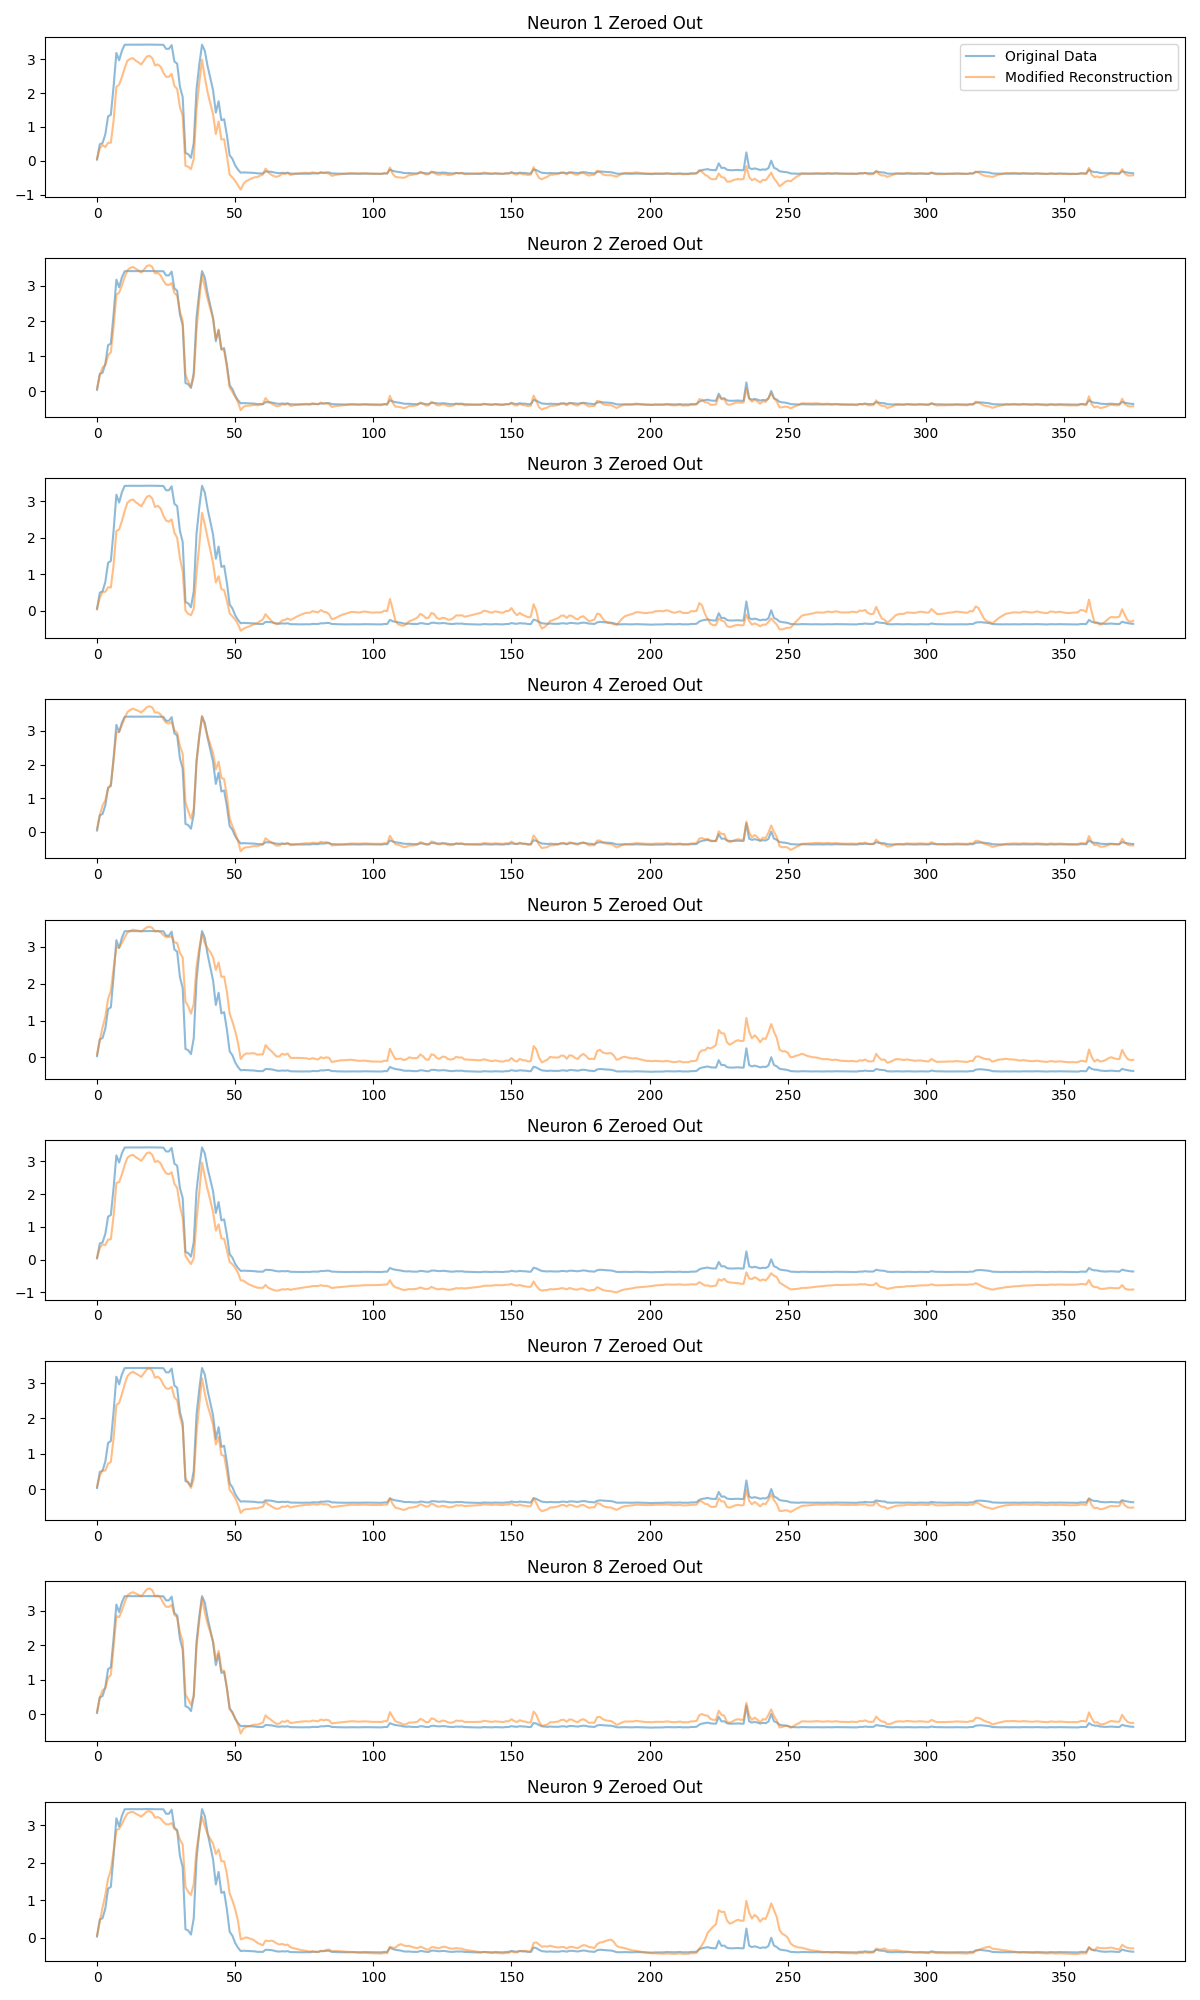 Neuron 1 Zeroed Out
Original Data
Modified Reconstruction
3
2
1
0
−1
0 50 100 150 200 250 300 350
Neuron 2 Zeroed Out
3
2
1
0
0 50 100 150 200 250 300 350
Neuron 3 Zeroed Out
3
2
1
0
0 50 100 150 200 250 300 350
Neuron 4 Zeroed Out
3
2
1
0
0 50 100 150 200 250 300 350
Neuron 5 Zeroed Out
3
2
1
0
0 50 100 150 200 250 300 350
Neuron 6 Zeroed Out
3
2
1
0
−1
0 50 100 150 200 250 300 350
Neuron 7 Zeroed Out
3
2
1
0
0 50 100 150 200 250 300 350
Neuron 8 Zeroed Out
3
2
1
0
0 50 100 150 200 250 300 350
Neuron 9 Zeroed Out
3
2
1
0
0 50 100 150 200 250 300 350